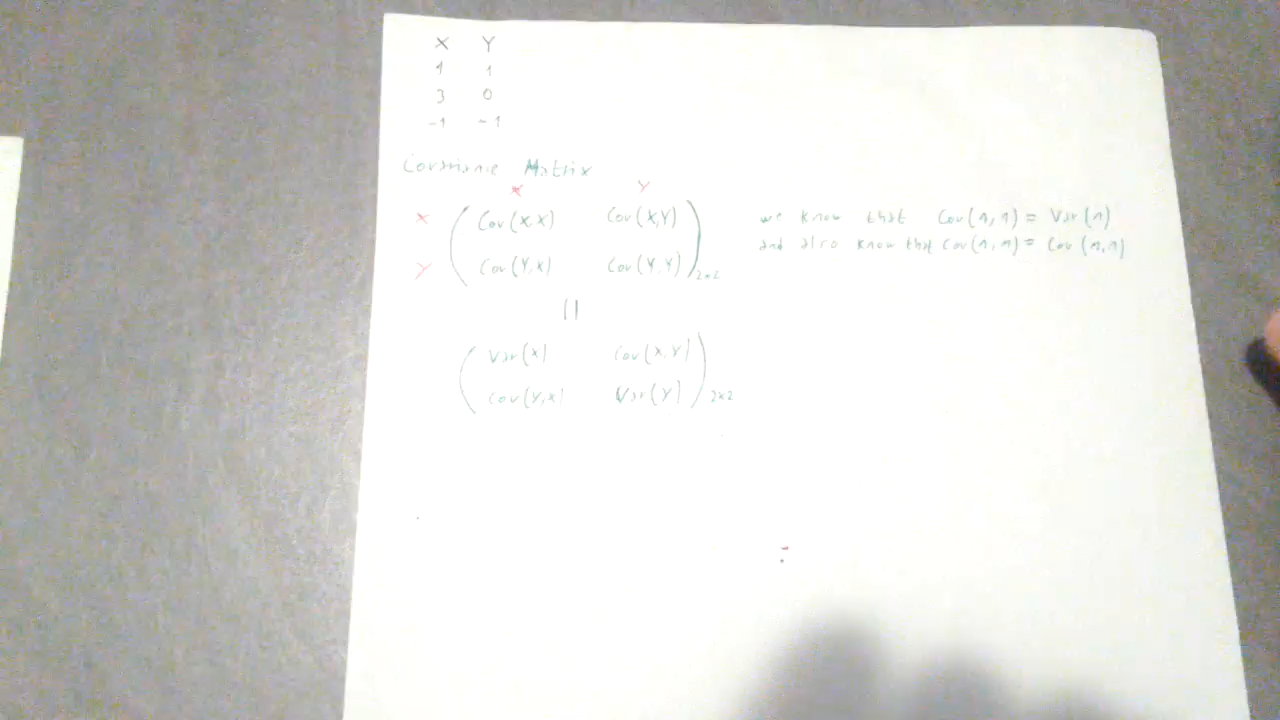 X Y
1 1
3 0
-1 -1
Covariance Matrix
X Y
X Cov(X,X) Cov(X,Y)
Y Cov(Y,X) Cov(Y,Y) 2x2
we know that Cov(n,n) = Var(n)
and also know that Cov(n,m) = Cov(m,n)
||
Var(X) Cov(X,Y)
Cov(Y,X) Var(Y) 2x2